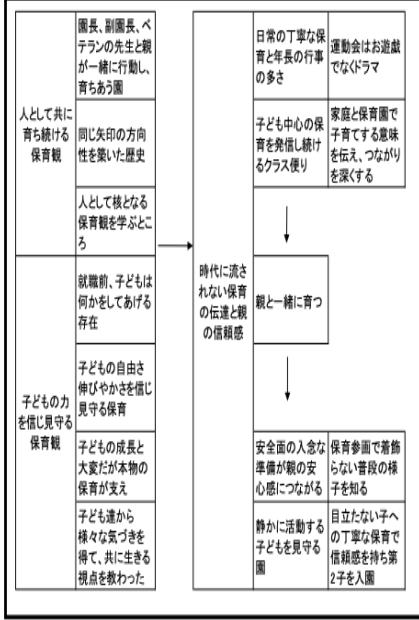 人として共に
育ち続ける
保育観
園長、副園長、ベ
テランの先生と親
が一緒に行動し、
育ちあう園
同じ矢印の方向
性を築いた歴史
人として核となる
保育観を学ぶとこ
ろ
子どもの力
を信じ見守る
保育観
就職前、子どもは
何かをしてあげる
存在
子どもの自由さ
伸びやかさを信じ
見守る保育
子どもの成長と
大変だが本物の
保育が支え
子ども達から
様々な気づきを
得て、共に生きる
視点を教わった
時代に流さ
れない保育
の伝達と親
の信頼感
日常の丁寧な
保育と年長の行事
の多さ
運動会はお遊戯
でなくドラマ
子ども中心の保
育を発信し続け
るクラス便り
家庭と保育園で
子育てする意味
を伝え、つながり
を深くする
親と一緒に育つ
安全面の入念な
準備が親の安
心感につながる
保育参画で着飾
らない普段の様
子を知る
静かに活動する
子どもを見守る
園
目立たない子へ
の丁寧な保育で
信頼感を持ち第
2子を入園